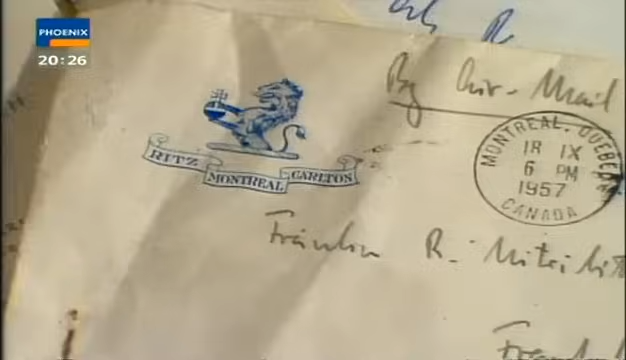 PHOENIX
20:26
By Air-Mail
RITZ MONTREAL CARLTON
MONTREAL, QUEBEC
18 IX
6 PM
1957
CANADA
Fräulein R.